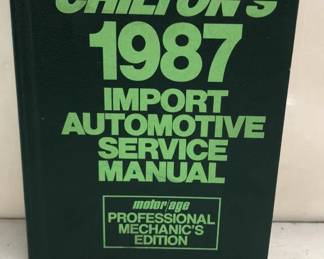 CHILTON'S
1987
IMPORT
AUTOMOTIVE
SERVICE
MANUAL
motor/age
PROFESSIONAL
MECHANIC'S
EDITION